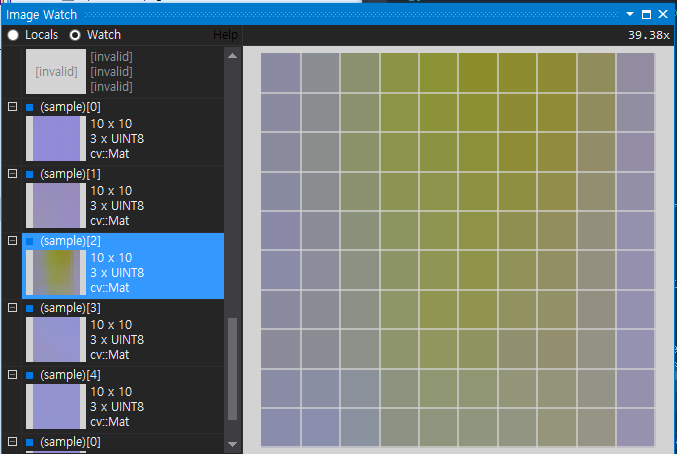 Image Watch
Locals Watch Help 39.38x
[invalid] [invalid]
[invalid]
[invalid]
(sample)[0]
10 x 10
3 x UINT8
cv::Mat
(sample)[1]
10 x 10
3 x UINT8
cv::Mat
(sample)[2]
10 x 10
3 x UINT8
cv::Mat
(sample)[3]
10 x 10
3 x UINT8
cv::Mat
(sample)[4]
10 x 10
3 x UINT8
cv::Mat
(sample)[0]